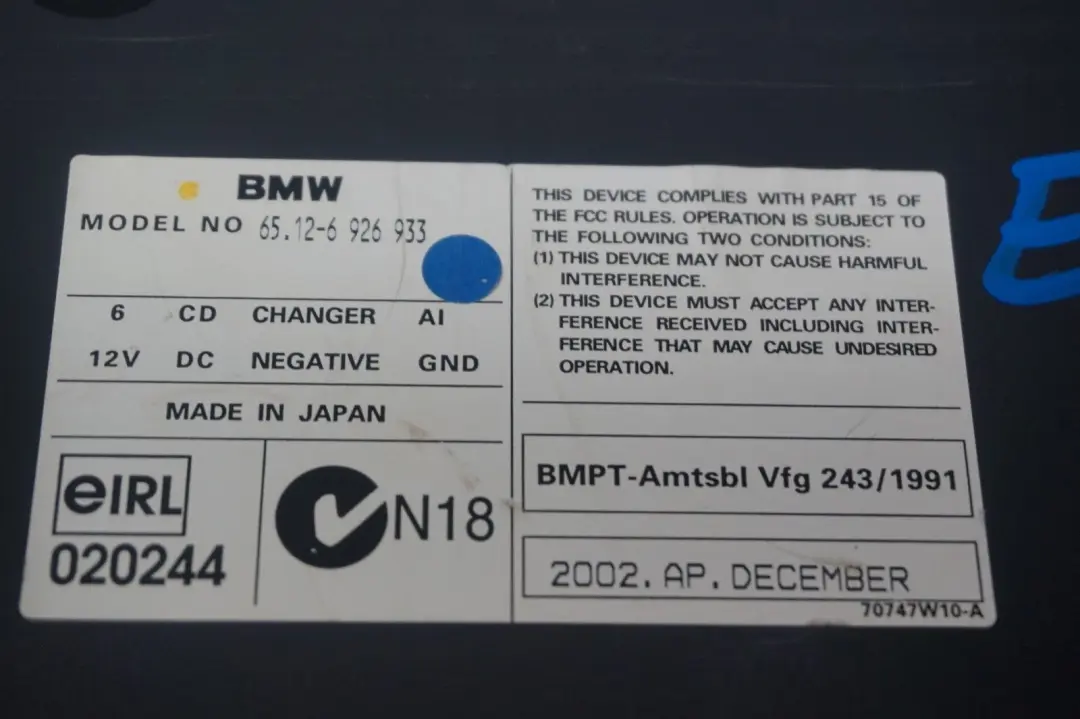 BMW
MODEL NO 65.12-6 926 933
6 CD CHANGER AI
12V DC NEGATIVE GND
MADE IN JAPAN
eIRL
020244
N18
THIS DEVICE COMPLIES WITH PART 15 OF
THE FCC RULES. OPERATION IS SUBJECT TO
THE FOLLOWING TWO CONDITIONS:
(1) THIS DEVICE MAY NOT CAUSE HARMFUL
INTERFERENCE.
(2) THIS DEVICE MUST ACCEPT ANY INTER-
FERENCE RECEIVED INCLUDING INTER-
FERENCE THAT MAY CAUSE UNDESIRED
OPERATION.
BMPT-Amtsbl Vfg 243/1991
2002. AP. DECEMBER
70747W10-A